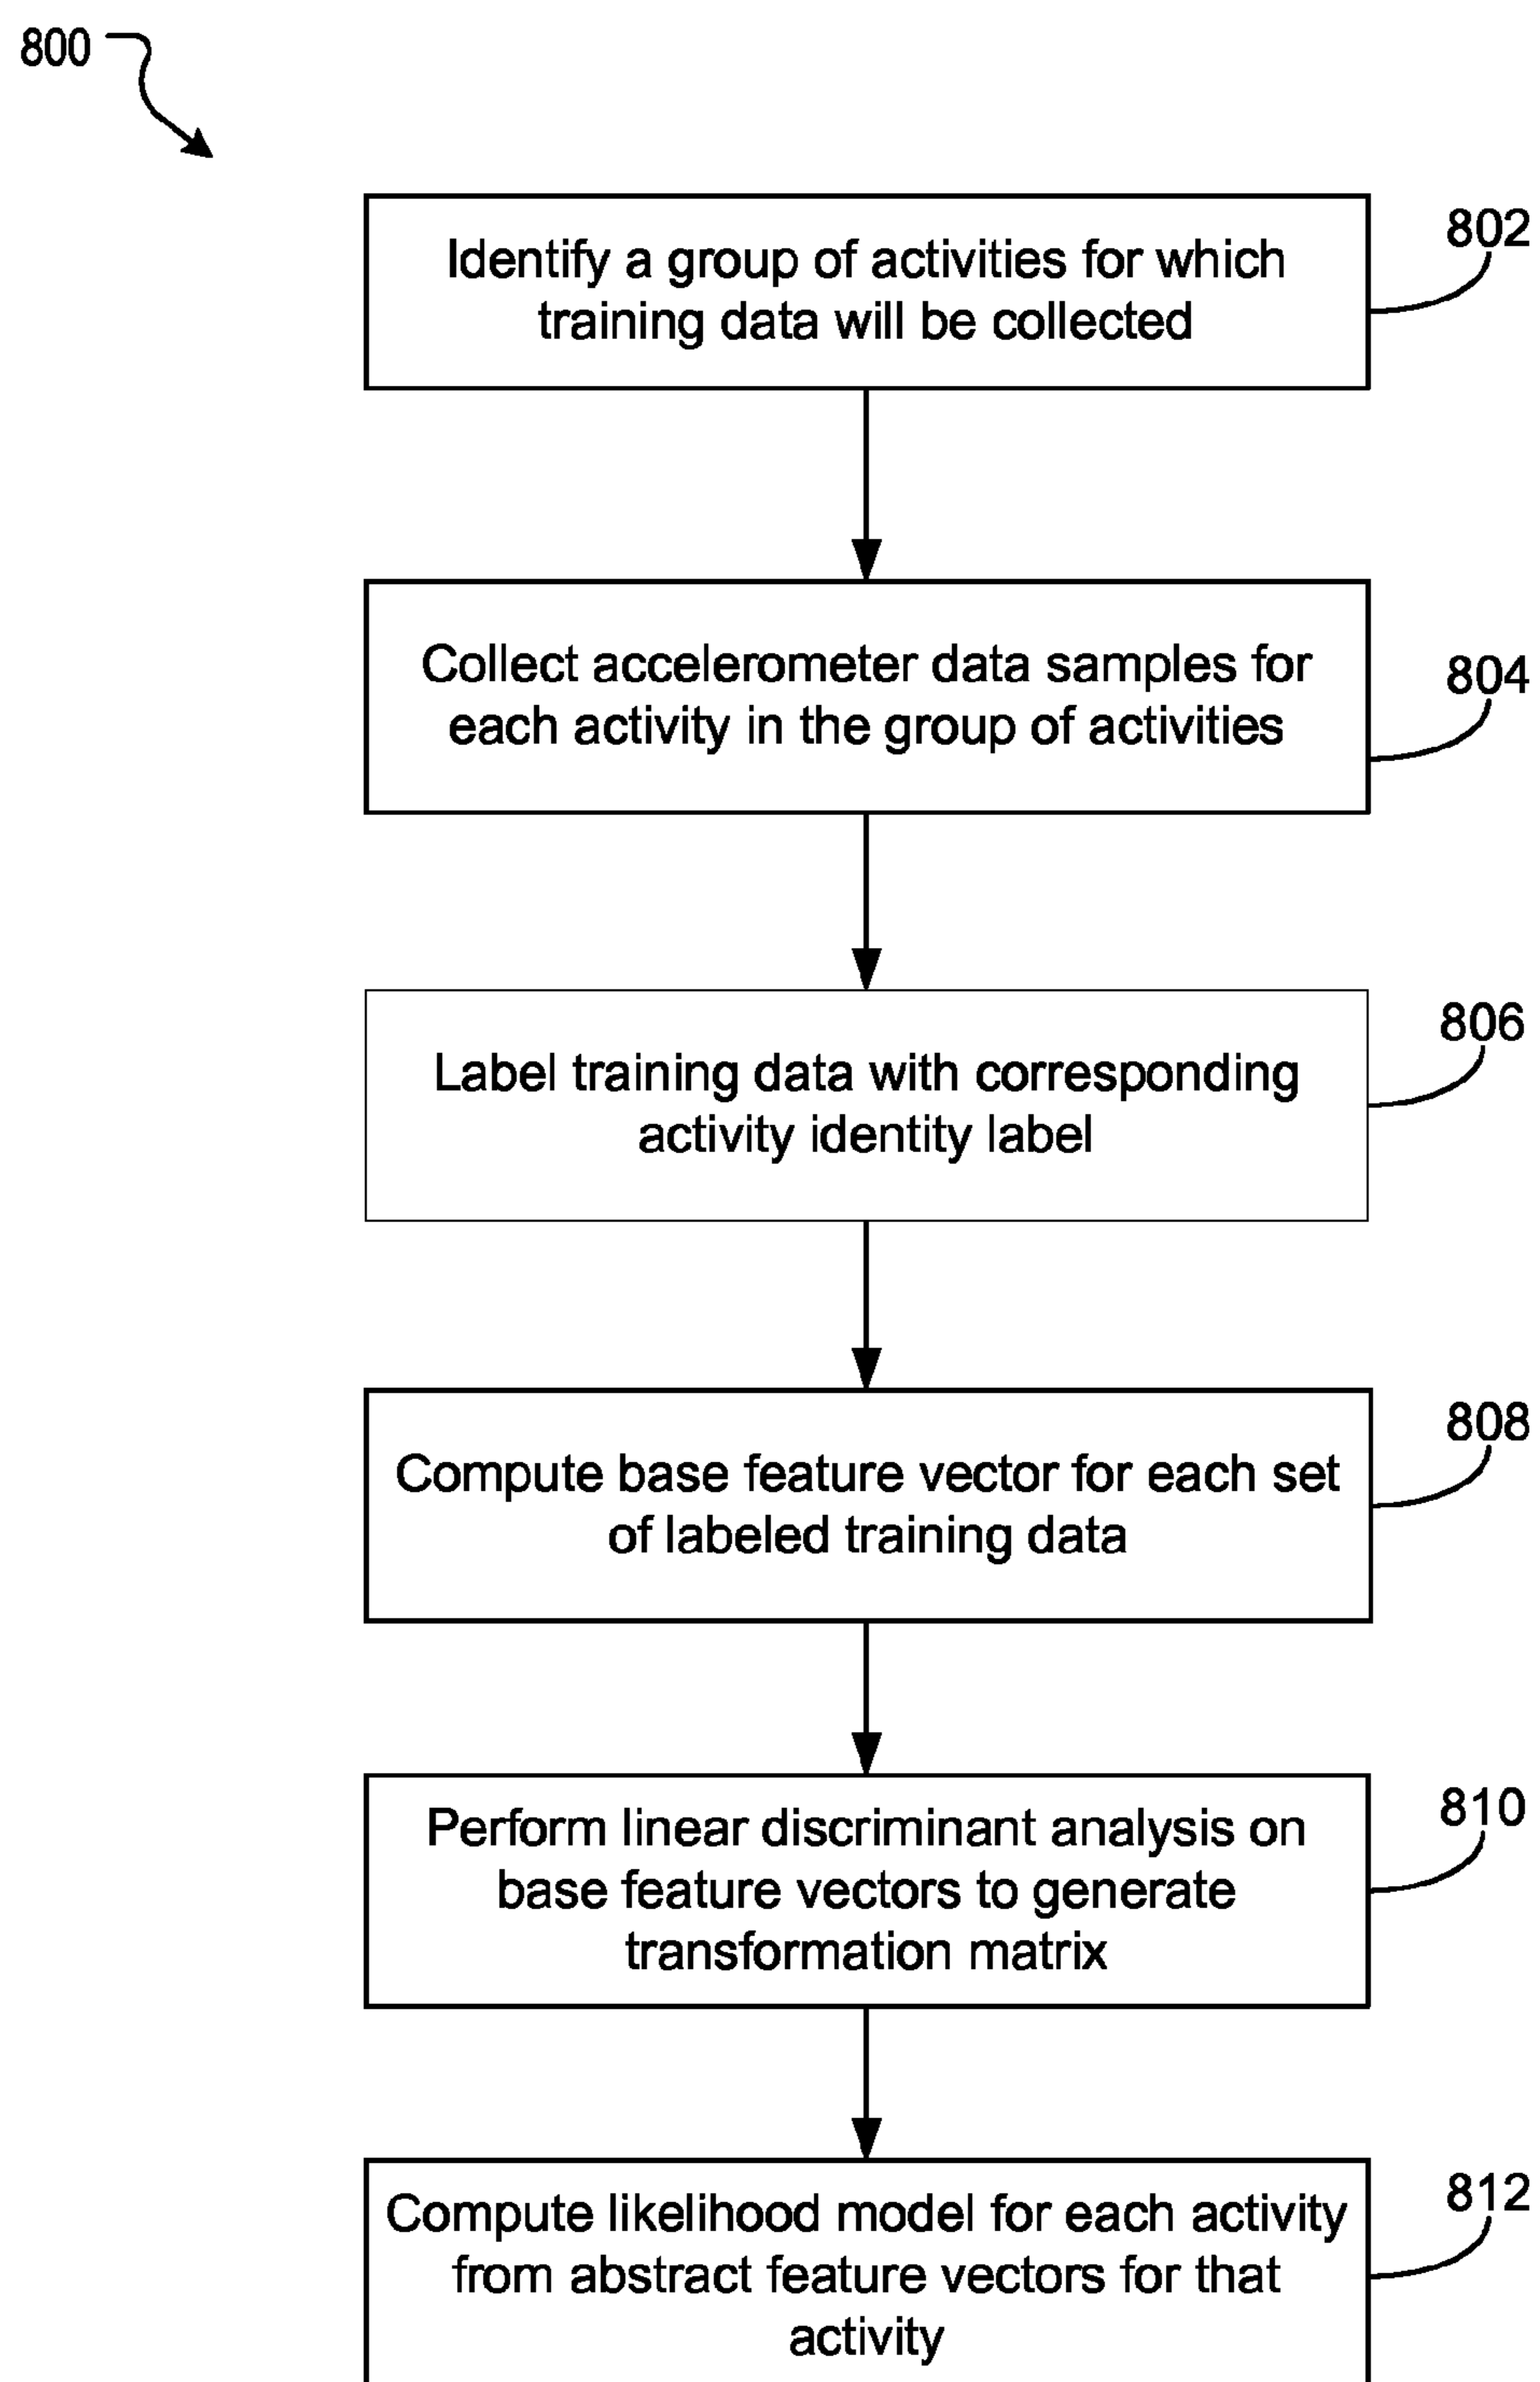 800
Identify a group of activities for which
training data will be collected
802
Collect accelerometer data samples for
each activity in the group of activities
804
Label training data with corresponding
activity identity label
806
Compute base feature vector for each set
of labeled training data
808
Perform linear discriminant analysis on
base feature vectors to generate
transformation matrix
810
Compute likelihood model for each activity
from abstract feature vectors for that
activity
812